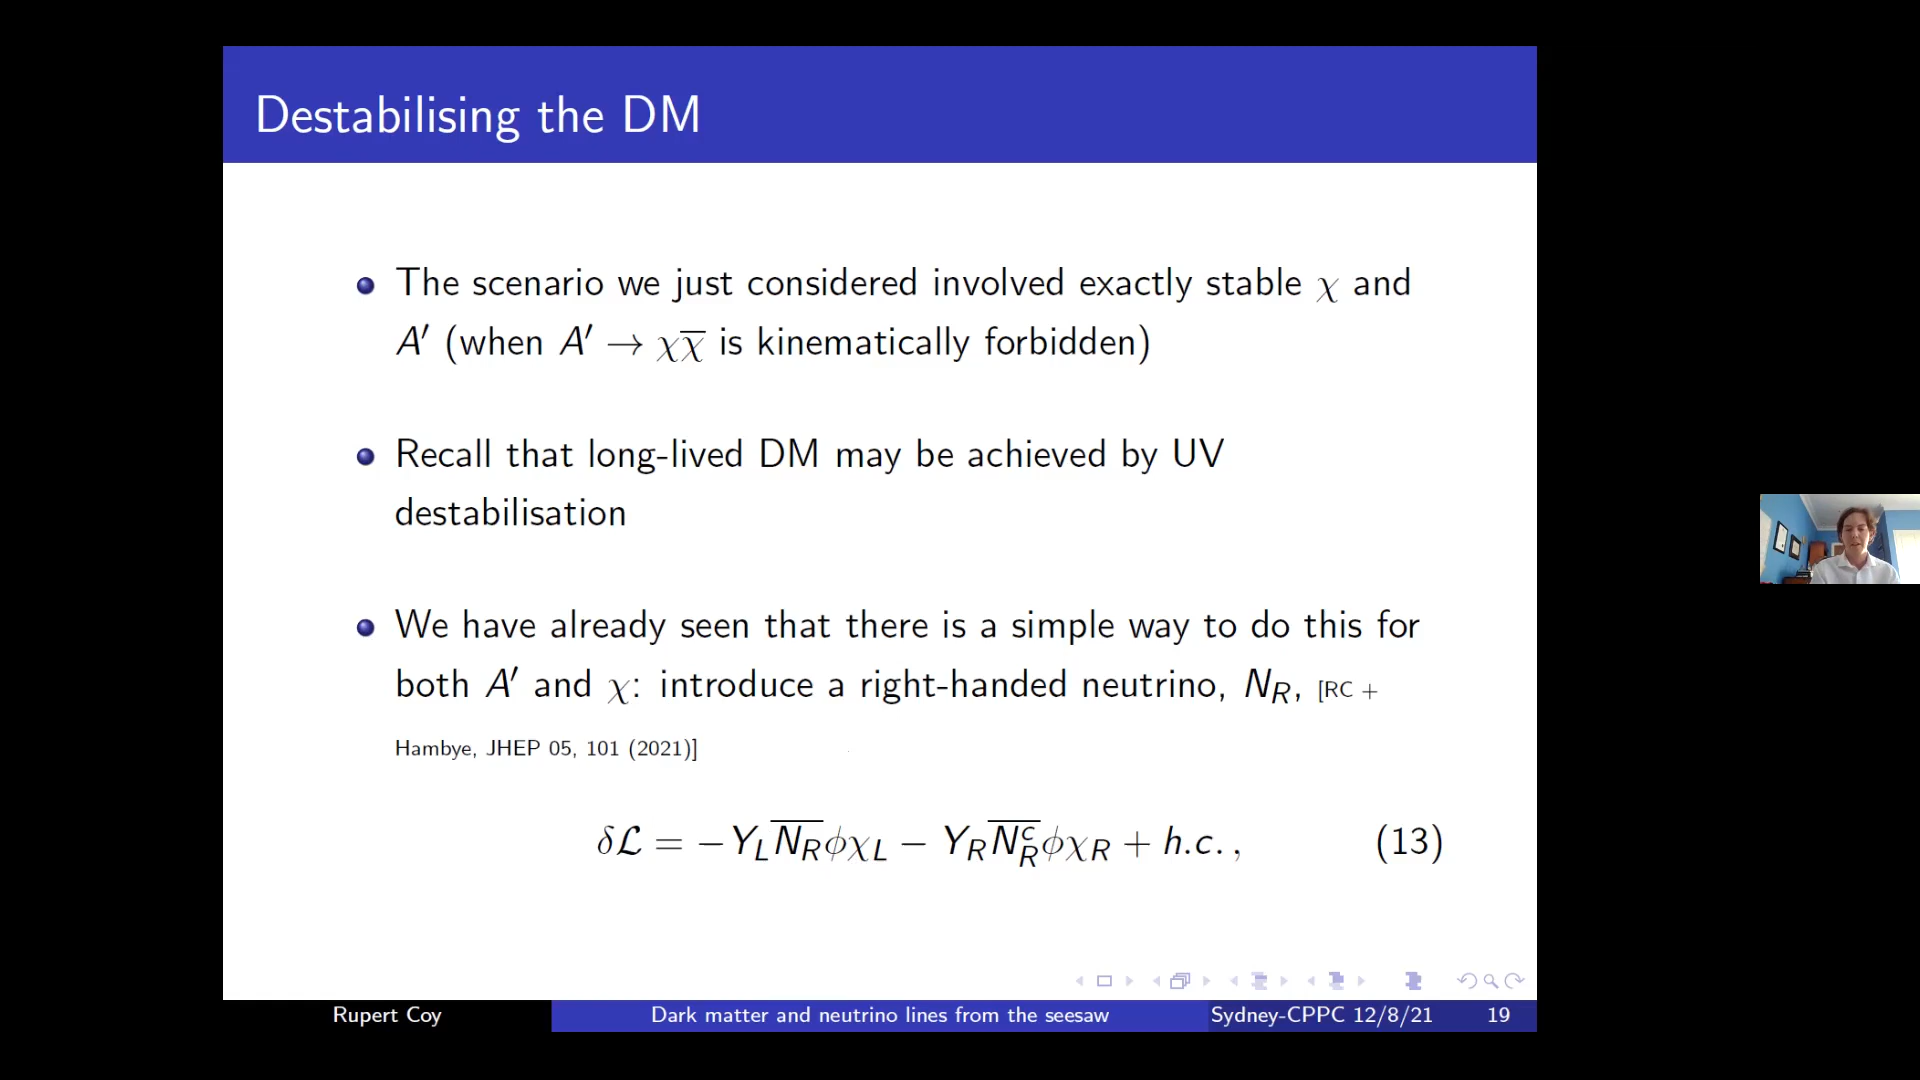 Destabilising the DM
The scenario we just considered involved exactly stable χ and
A′ (when A′ → χχ̅ is kinematically forbidden)
Recall that long-lived DM may be achieved by UV
destabilisation
We have already seen that there is a simple way to do this for
both A′ and χ: introduce a right-handed neutrino, N_R, [RC +
Hambye, JHEP 05, 101 (2021)]
δℒ = −Y_L \overline{N_R}φχ_L − Y_R \overline{N_R^c}φχ_R + h.c. , (13)
Rupert Coy Dark matter and neutrino lines from the seesaw Sydney-CPPC 12/8/21 19